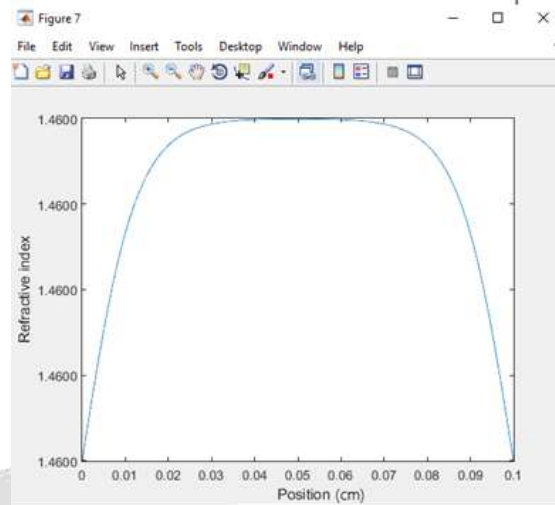 Figure 7
File Edit View Insert Tools Desktop Window Help
1.4600
1.4600
1.4600
1.4600
1.4600
Refractive index
0 0.01 0.02 0.03 0.04 0.05 0.06 0.07 0.08 0.09 0.1
Position (cm)